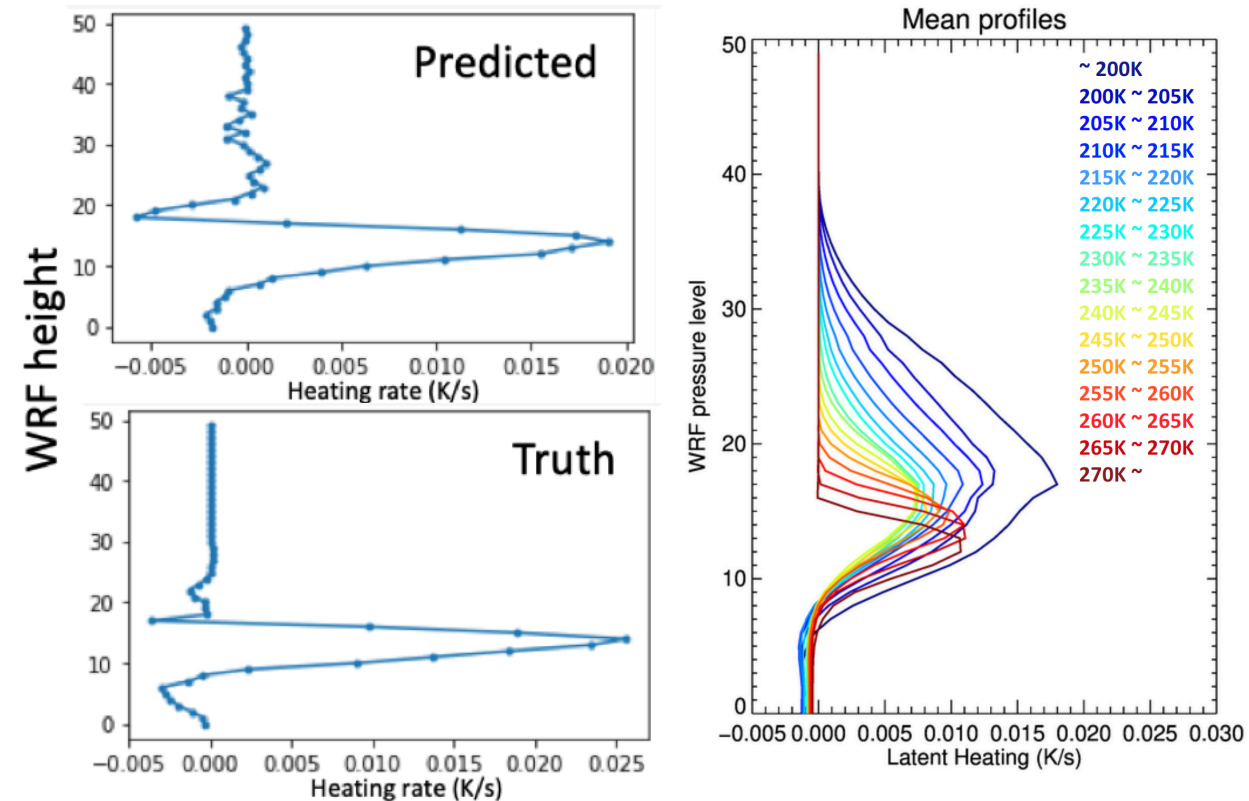 WRF height
Predicted
50
40
30
20
10
0
−0.005 0.000 0.005 0.010 0.015 0.020
Heating rate (K/s)
Truth
50
40
30
20
10
0
−0.005 0.000 0.005 0.010 0.015 0.020 0.025
Heating rate (K/s)
Mean profiles
WRF pressure level
50
40
30
20
10
0
~ 200K
200K ~ 205K
205K ~ 210K
210K ~ 215K
215K ~ 220K
220K ~ 225K
225K ~ 230K
230K ~ 235K
235K ~ 240K
240K ~ 245K
245K ~ 250K
250K ~ 255K
255K ~ 260K
260K ~ 265K
265K ~ 270K
270K ~
-0.005 0.000 0.005 0.010 0.015 0.020 0.025 0.030
Latent Heating (K/s)